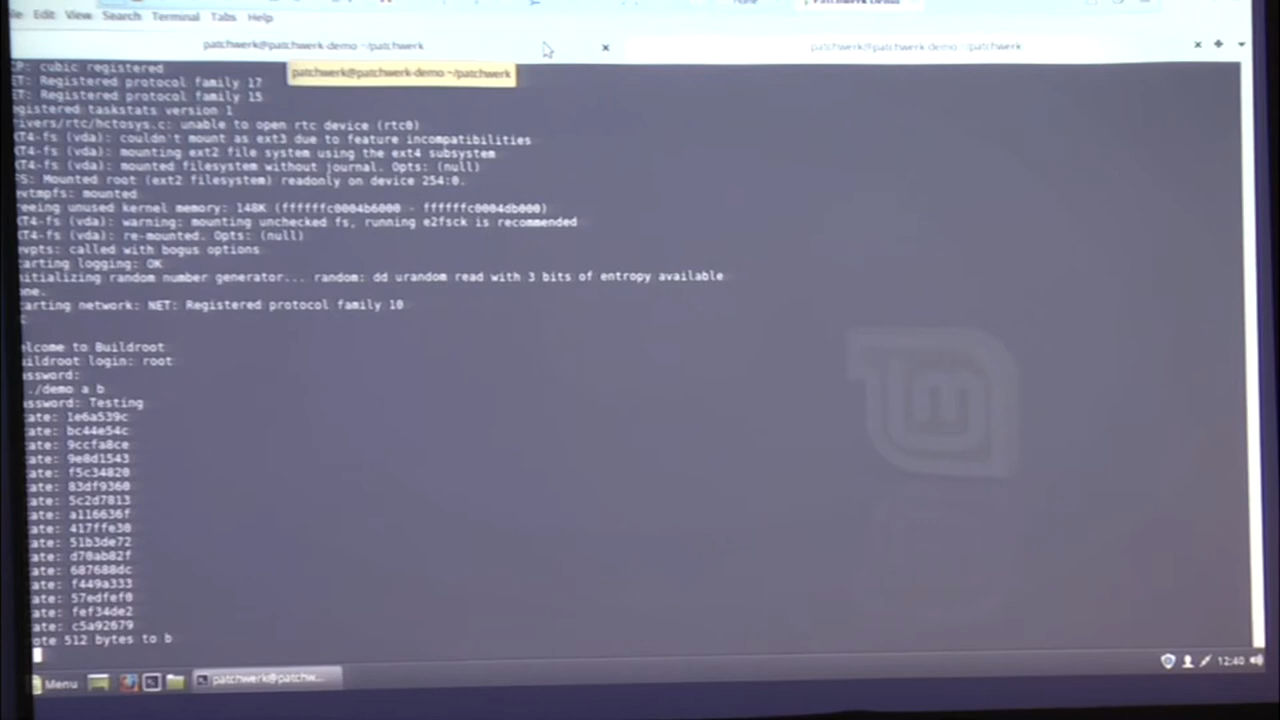 Edit View Search Terminal Tabs Help
patchwerk@patchwerk-demo ~/patchwerk
patchwerk@patchwerk-demo ~/patchwerk
P: cubic registered
patchwerk@patchwerk-demo ~/patchwerk
ET: Registered protocol family 17
ET: Registered protocol family 15
egistered taskstats version 1
rivers/rtc/hctosys.c: unable to open rtc device (rtc0)
XT4-fs (vda): couldn't mount as ext3 due to feature incompatibilities
XT4-fs (vda): mounting ext2 file system using the ext4 subsystem
XT4-fs (vda): mounted filesystem without journal. Opts: (null)
FS: Mounted root (ext2 filesystem) readonly on device 254:0.
evtmpfs: mounted
reeing unused kernel memory: 148K (ffffffc0004b6000 - ffffffc0004db000)
XT4-fs (vda): warning: mounting unchecked fs, running e2fsck is recommended
XT4-fs (vda): re-mounted. Opts: (null)
evpts: called with bogus options
tarting logging: OK
nitializing random number generator... random: dd urandom read with 3 bits of entropy available
one.
tarting network: NET: Registered protocol family 10
elcome to Buildroot
uildroot login: root
assword:
./demo a b
assword: Testing
tate: 1e6a539c
tate: bc44e54c
tate: 9ccfa8ce
tate: 9e8d1543
tate: f5c34820
tate: 83df9360
tate: 5c2d7813
tate: a116636f
tate: 417ffe30
tate: 51b3de72
tate: d70ab82f
tate: 687688dc
tate: f449a333
tate: 57edfef0
tate: fef34de2
tate: c5a92679
ote 512 bytes to b
Menu
patchwerk@patchw...
12:40